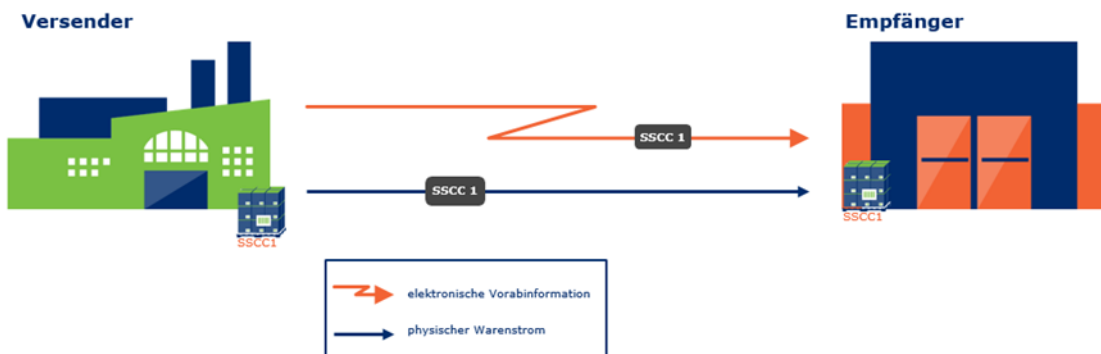 Versender
Empfänger
SSCC 1
SSCC 1
SSCC1
SSCC1
elektronische Vorabinformation
physischer Warenstrom